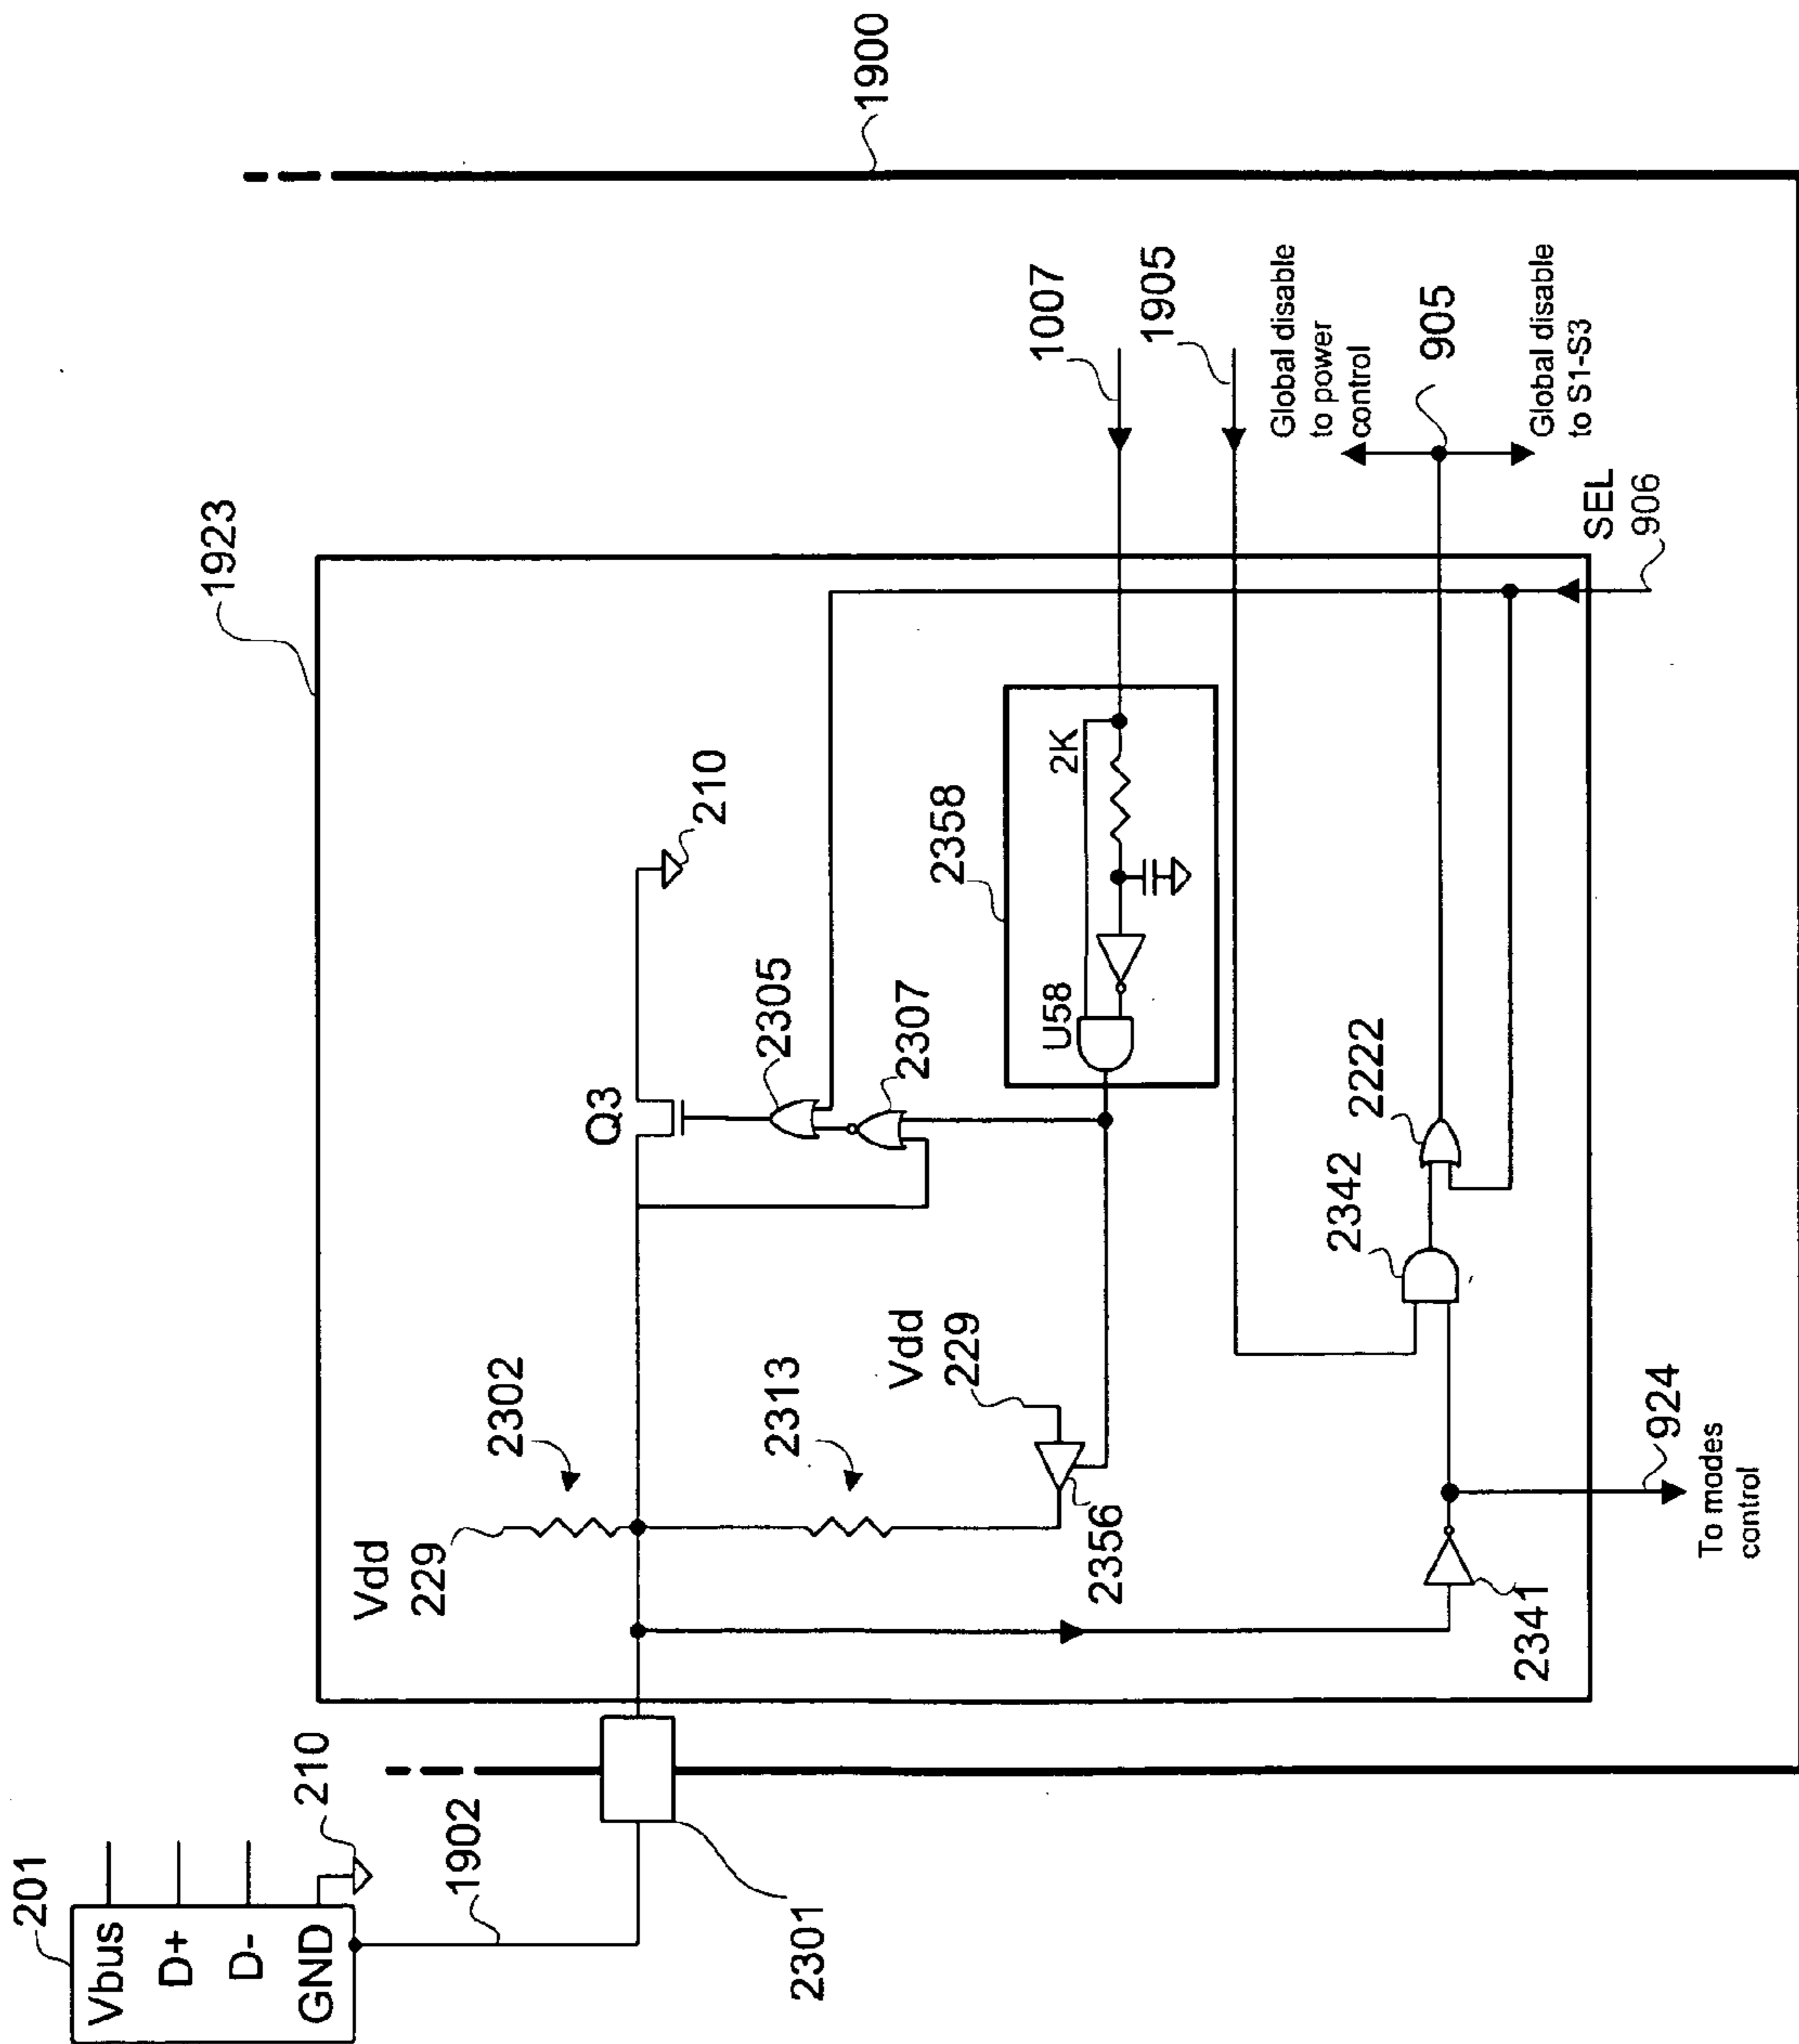 201
Vbus
D+
D-
GND
210
1902
2301
1923
Vdd
229
2302
Q3
210
2313
2305
Vdd
229
2307
2358
U58
2K
2356
1007
1905
Global disable
to power
control
905
Global disable
to S1-S3
2342
2222
SEL
906
2341
924
To modes
control
1900